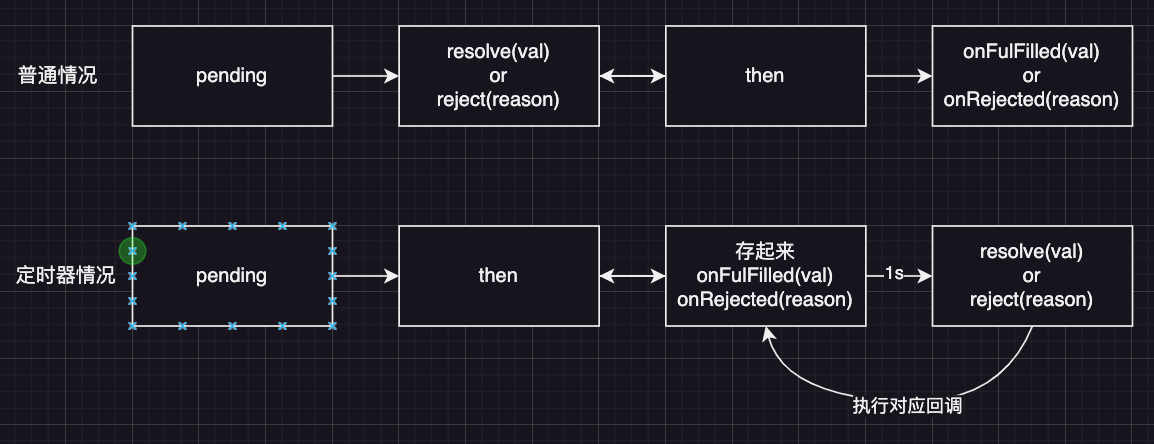 普通情况
pending
resolve(val)
or
reject(reason)
then
onFulFilled(val)
or
onRejected(reason)
定时器情况
pending
then
存起来
onFulFilled(val)
onRejected(reason)
1s
resolve(val)
or
reject(reason)
执行对应回调